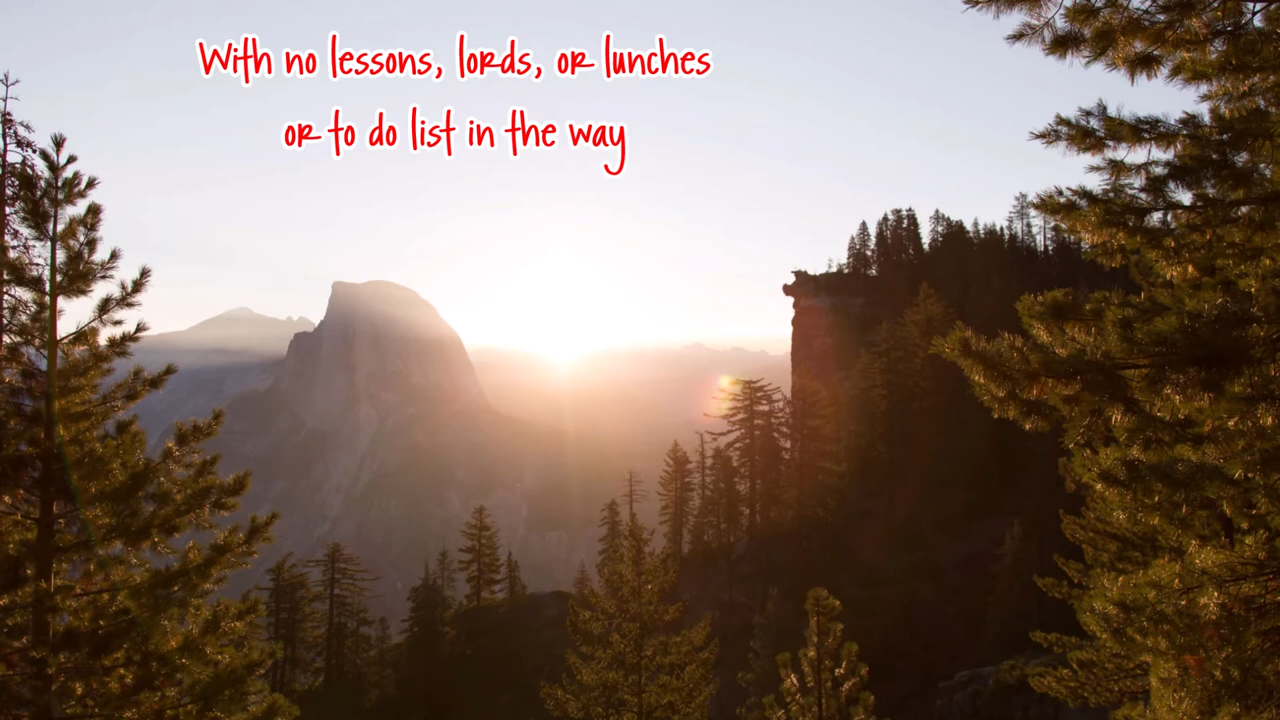 With no lessons, lords, or lunches
or to do list in the way